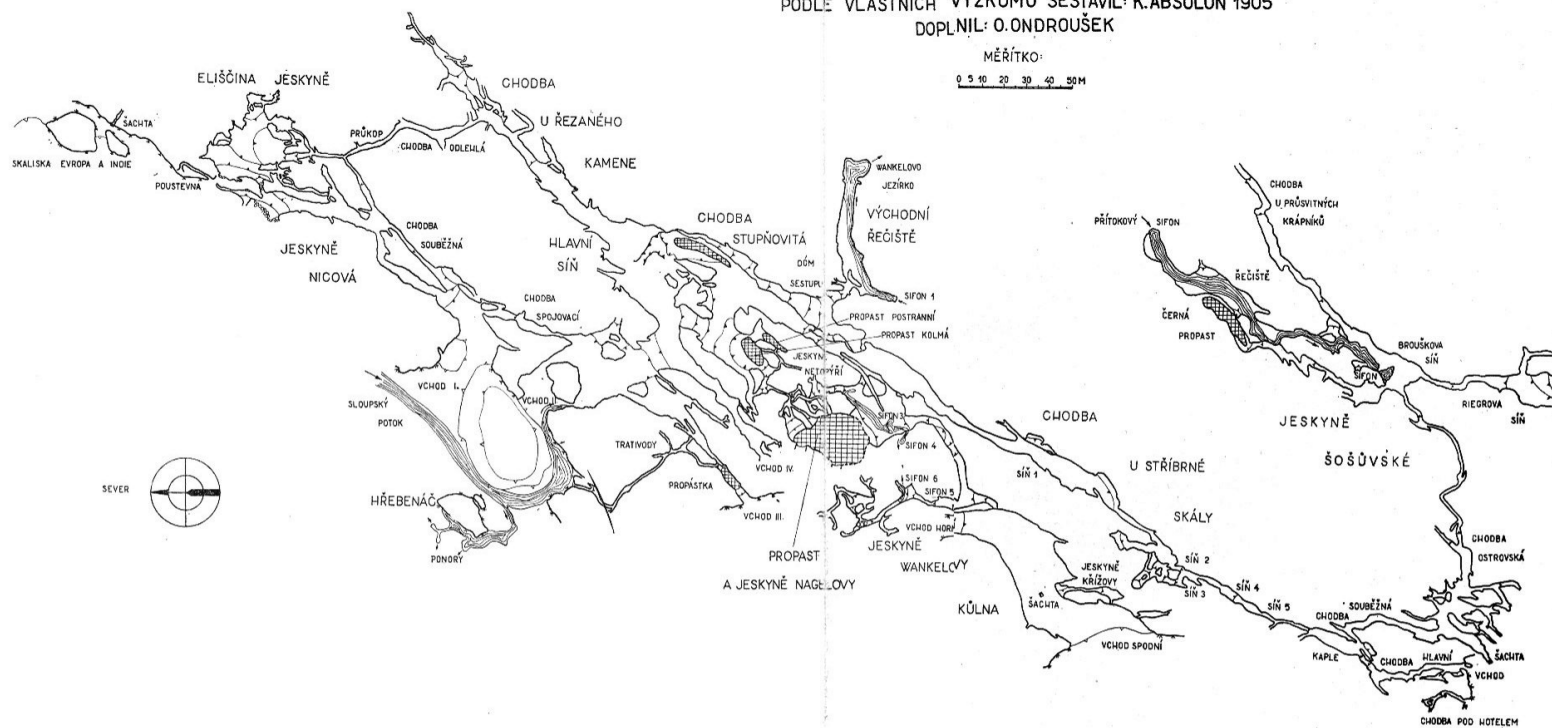 PODLE VLASTNÍCH VÝZKUMŮ SESTAVIL: K. ABSOLON 1905
DOPLNIL: O. ONDROUŠEK
MĚŘÍTKO:
0 5 10 20 30 40 50M
ELIŠČINA JESKYNĚ
ŠACHTA
SKALISKA EVROPA A INDIE
POUSTEVNA
PRŮKOP
CHODBA ODLEHLÁ
CHODBA
U ŘEZANÉHO
KAMENE
JESKYNĚ
NICOVÁ
CHODBA
SOUBĚŽNÁ
CHODBA
SPOJOVACÍ
HLAVNÍ
SÍŇ
CHODBA
STUPŇOVITÁ
DÓM
SESTUPU
WANKELOVO
JEZÍRKO
VÝCHODNÍ
ŘEČIŠTĚ
SIFON 1
PROPAST POSTRANNÍ
PROPAST KOLMÁ
JESKYNĚ
NETOPÝŘÍ
SIFON 3
SIFON 4
SIFON 6
SIFON 5
VCHOD I.
VCHOD II
SLOUPSKÝ
POTOK
TRATIVODY
PROPÁSTKA
VCHOD III.
VCHOD IV.
SEVER
HŘEBENÁČ
PONORY
PROPAST
A JESKYNĚ NAGELOVY
JESKYNĚ
WANKELOVY
VCHOD HORNÍ
KŮLNA
ŠACHTA
VCHOD SPODNÍ
JESKYNĚ
KŘÍŽOVY
CHODBA
U STŘÍBRNÉ
SKÁLY
SÍŇ 1
SÍŇ 2
SÍŇ 3
SÍŇ 4
SÍŇ 5
CHODBA
U PRŮSVITNÝCH
KRÁPNÍKŮ
PŘÍTOKOVÝ SIFON
ŘEČIŠTĚ
ČERNÁ
PROPAST
SIFON
BROUŠKOVA
SÍŇ
RIEGROVA
SÍŇ
JESKYNĚ
ŠOŠŮVSKÉ
CHODBA
OSTROVSKÁ
CHODBA SOUBĚŽNÁ
KAPLE
CHODBA HLAVNÍ
ŠACHTA
VCHOD
CHODBA POD HOTELEM